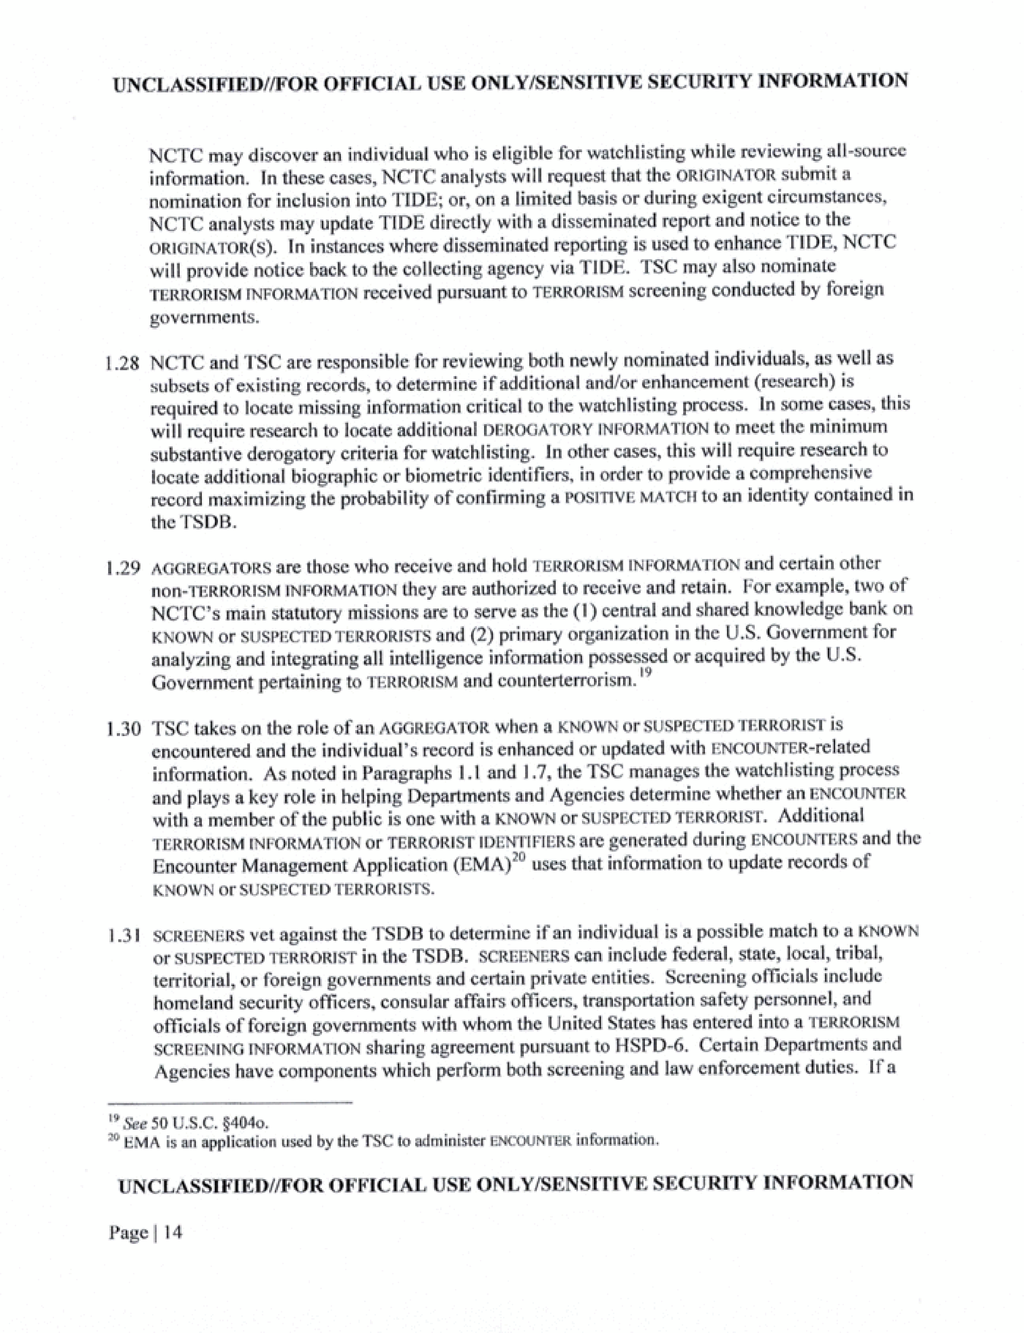 UNCLASSIFIED//FOR OFFICIAL USE ONLY/SENSITIVE SECURITY INFORMATION
NCTC may discover an individual who is eligible for watchlisting while reviewing all-source
information. In these cases, NCTC analysts will request that the ORIGINATOR submit a
nomination for inclusion into TIDE; or, on a limited basis or during exigent circumstances,
NCTC analysts may update TIDE directly with a disseminated report and notice to the
ORIGINATOR(S). In instances where disseminated reporting is used to enhance TIDE, NCTC
will provide notice back to the collecting agency via TIDE. TSC may also nominate
TERRORISM INFORMATION received pursuant to TERRORISM screening conducted by foreign
governments.
1.28 NCTC and TSC are responsible for reviewing both newly nominated individuals, as well as
subsets of existing records, to determine if additional and/or enhancement (research) is
required to locate missing information critical to the watchlisting process. In some cases, this
will require research to locate additional DEROGATORY INFORMATION to meet the minimum
substantive derogatory criteria for watchlisting. In other cases, this will require research to
locate additional biographic or biometric identifiers, in order to provide a comprehensive
record maximizing the probability of confirming a POSITIVE MATCH to an identity contained in
the TSDB.
1.29 AGGREGATORS are those who receive and hold TERRORISM INFORMATION and certain other
non-TERRORISM INFORMATION they are authorized to receive and retain. For example, two of
NCTC's main statutory missions are to serve as the (1) central and shared knowledge bank on
KNOWN or SUSPECTED TERRORISTS and (2) primary organization in the U.S. Government for
analyzing and integrating all intelligence information possessed or acquired by the U.S.
Government pertaining to TERRORISM and counterterrorism.19
1.30 TSC takes on the role of an AGGREGATOR when a KNOWN or SUSPECTED TERRORIST is
encountered and the individual's record is enhanced or updated with ENCOUNTER-related
information. As noted in Paragraphs 1.1 and 1.7, the TSC manages the watchlisting process
and plays a key role in helping Departments and Agencies determine whether an ENCOUNTER
with a member of the public is one with a KNOWN or SUSPECTED TERRORIST. Additional
TERRORISM INFORMATION or TERRORIST IDENTIFIERS are generated during ENCOUNTERS and the
Encounter Management Application (EMA)20 uses that information to update records of
KNOWN or SUSPECTED TERRORISTS.
1.31 SCREENERS vet against the TSDB to determine if an individual is a possible match to a KNOWN
or SUSPECTED TERRORIST in the TSDB. SCREENERS can include federal, state, local, tribal,
territorial, or foreign governments and certain private entities. Screening officials include
homeland security officers, consular affairs officers, transportation safety personnel, and
officials of foreign governments with whom the United States has entered into a TERRORISM
SCREENING INFORMATION sharing agreement pursuant to HSPD-6. Certain Departments and
Agencies have components which perform both screening and law enforcement duties. If a
19 See 50 U.S.C. §404o.
20 EMA is an application used by the TSC to administer ENCOUNTER information.
UNCLASSIFIED//FOR OFFICIAL USE ONLY/SENSITIVE SECURITY INFORMATION
Page | 14